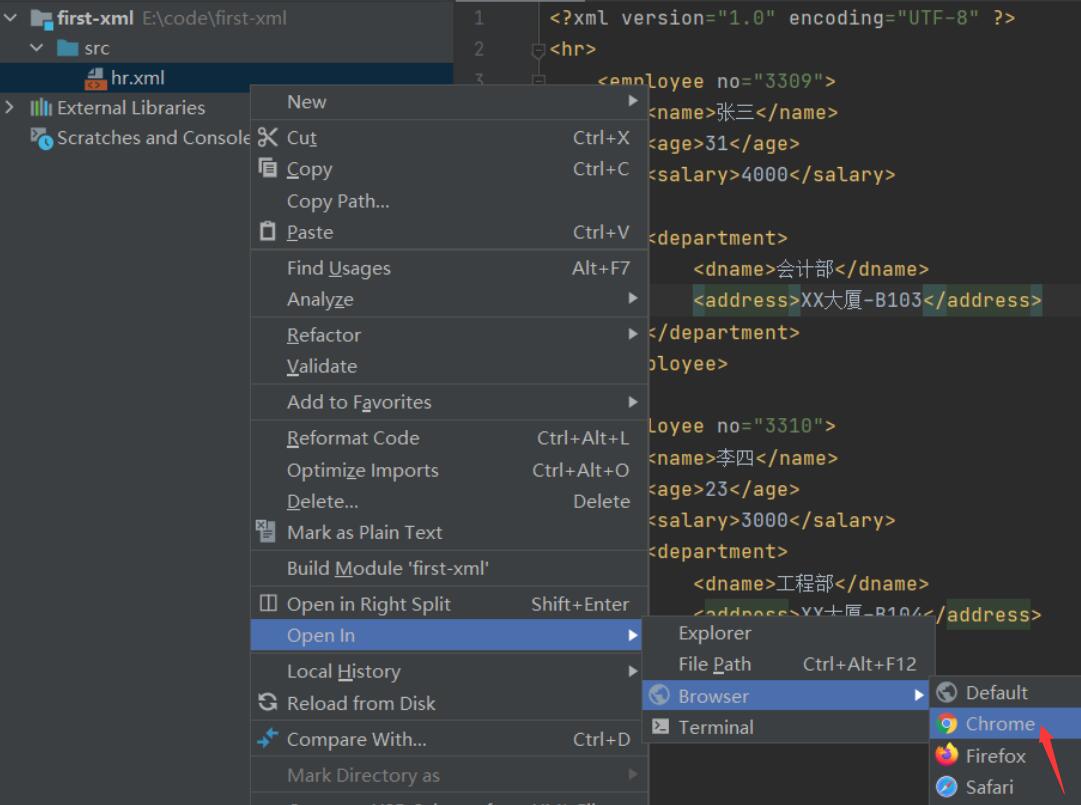 first-xml E:\code\first-xml
src
hr.xml
External Libraries
Scratches and Console
New
Cut Ctrl+X
Copy Ctrl+C
Copy Path...
Paste Ctrl+V
Find Usages Alt+F7
Analyze
Refactor
Validate
Add to Favorites
Reformat Code Ctrl+Alt+L
Optimize Imports Ctrl+Alt+O
Delete... Delete
Mark as Plain Text
Build Module 'first-xml'
Open in Right Split Shift+Enter
Open In
Local History
Reload from Disk
Compare With... Ctrl+D
Mark Directory as
Explorer
File Path Ctrl+Alt+F12
Browser
Terminal
Default
Chrome
Firefox
Safari
1 <?xml version="1.0" encoding="UTF-8" ?>
2 <hr>
3 <employee no="3309">
<name>张三</name>
<age>31</age>
<salary>4000</salary>
<department>
<dname>会计部</dname>
<address>XX大厦-B103</address>
</department>
ployee>
loyee no="3310">
<name>李四</name>
<age>23</age>
<salary>3000</salary>
<department>
<dname>工程部</dname>
<address>XX大厦-B104</address>